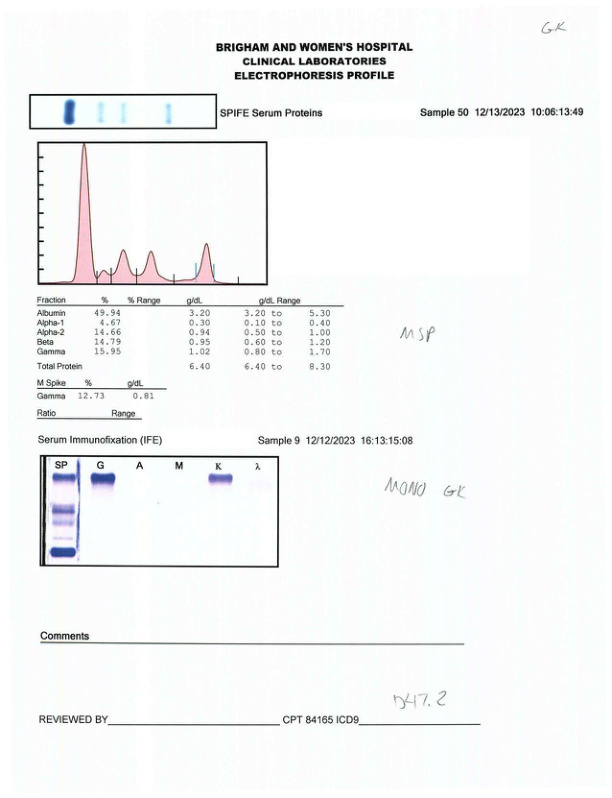 GK
BRIGHAM AND WOMEN'S HOSPITAL
CLINICAL LABORATORIES
ELECTROPHORESIS PROFILE
SPIFE Serum Proteins Sample 50 12/13/2023 10:06:13:49
Fraction % % Range g/dL g/dL Range
Albumin 49.94 3.20 3.20 to 5.30
Alpha-1 4.67 0.30 0.10 to 0.40
Alpha-2 14.66 0.94 0.50 to 1.00
Beta 14.79 0.95 0.60 to 1.20
Gamma 15.95 1.02 0.80 to 1.70
Total Protein 6.40 6.40 to 8.30
MSP
M Spike % g/dL
Gamma 12.73 0.81
Ratio Range
Serum Immunofixation (IFE) Sample 9 12/12/2023 16:13:15:08
SP G A M K λ
MONO GK
Comments
D47.2
REVIEWED BY CPT 84165 ICD9